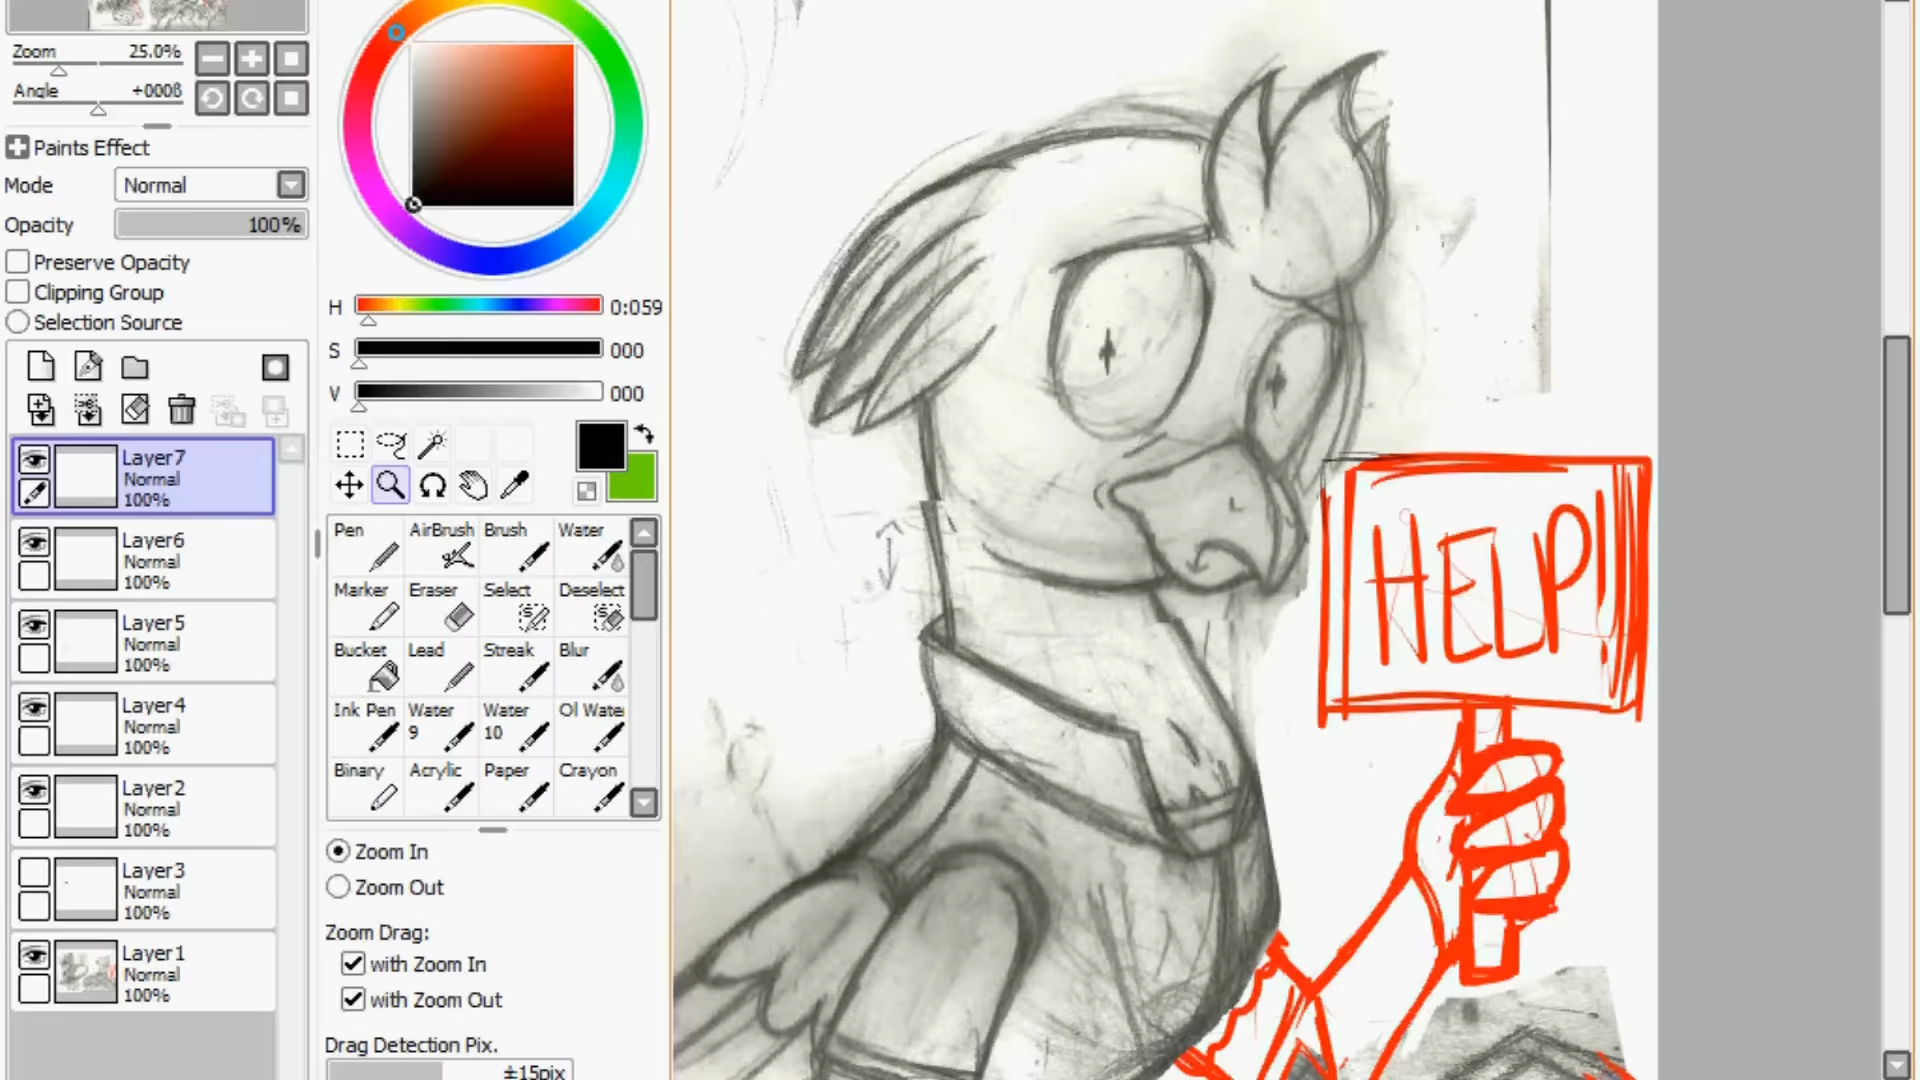 Zoom 25.0%
Angle +000ß
Paints Effect
Mode Normal
Opacity 100%
Preserve Opacity
Clipping Group
Selection Source
Layer7
Normal
100%
Layer6
Normal
100%
Layer5
Normal
100%
Layer4
Normal
100%
Layer2
Normal
100%
Layer3
Normal
100%
Layer1
Normal
100%
H 0:059
S 000
V 000
Pen AirBrush Brush Water
Marker Eraser Select Deselect
Bucket Lead Streak Blur
Ink Pen Water 9 Water 10 Ol Wate
Binary Acrylic Paper Crayon
Zoom In
Zoom Out
Zoom Drag:
with Zoom In
with Zoom Out
Drag Detection Pix.
±15pix
HELP!